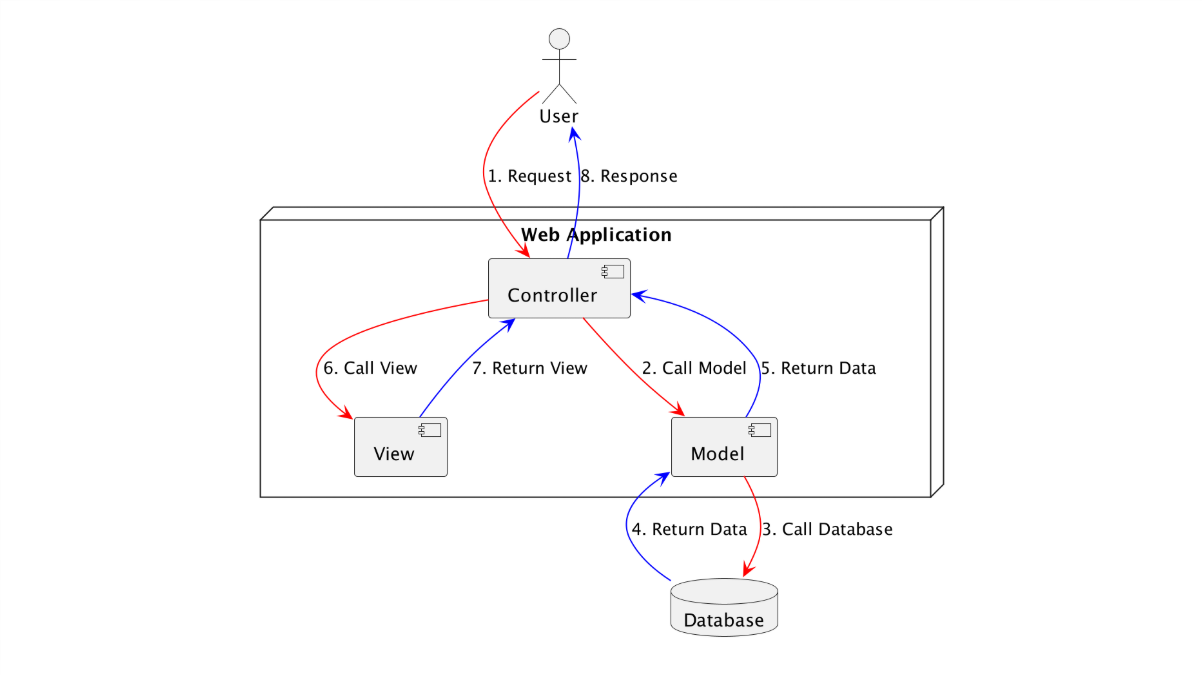 User
1. Request
8. Response
Web Application
Controller
6. Call View
7. Return View
2. Call Model
5. Return Data
View
Model
4. Return Data
3. Call Database
Database